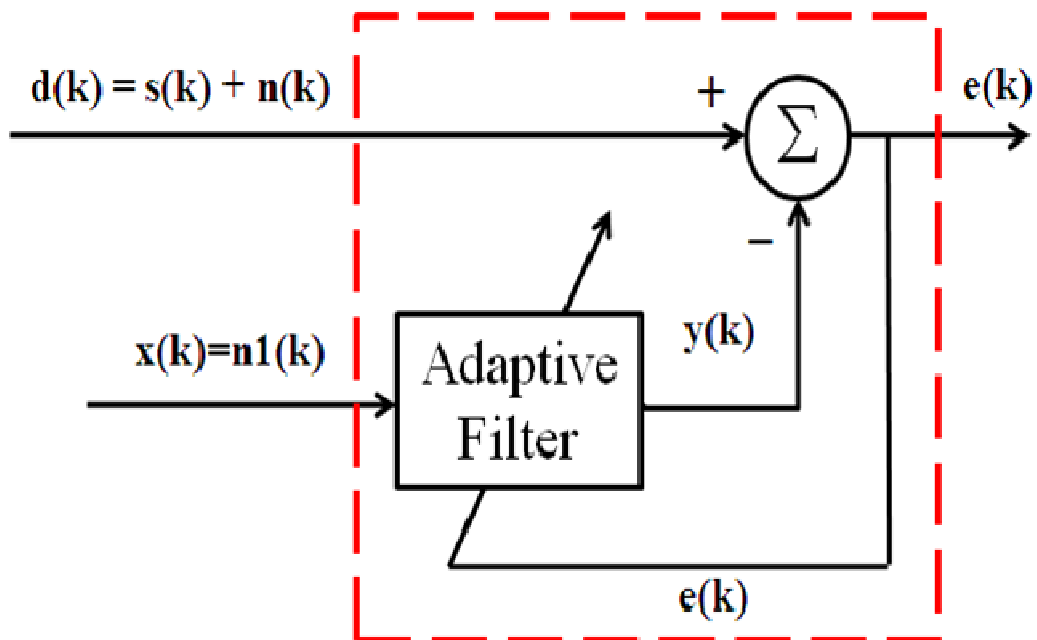 d(k) = s(k) + n(k)
+
e(k)
Σ
−
x(k)=n1(k)
Adaptive
Filter
y(k)
e(k)